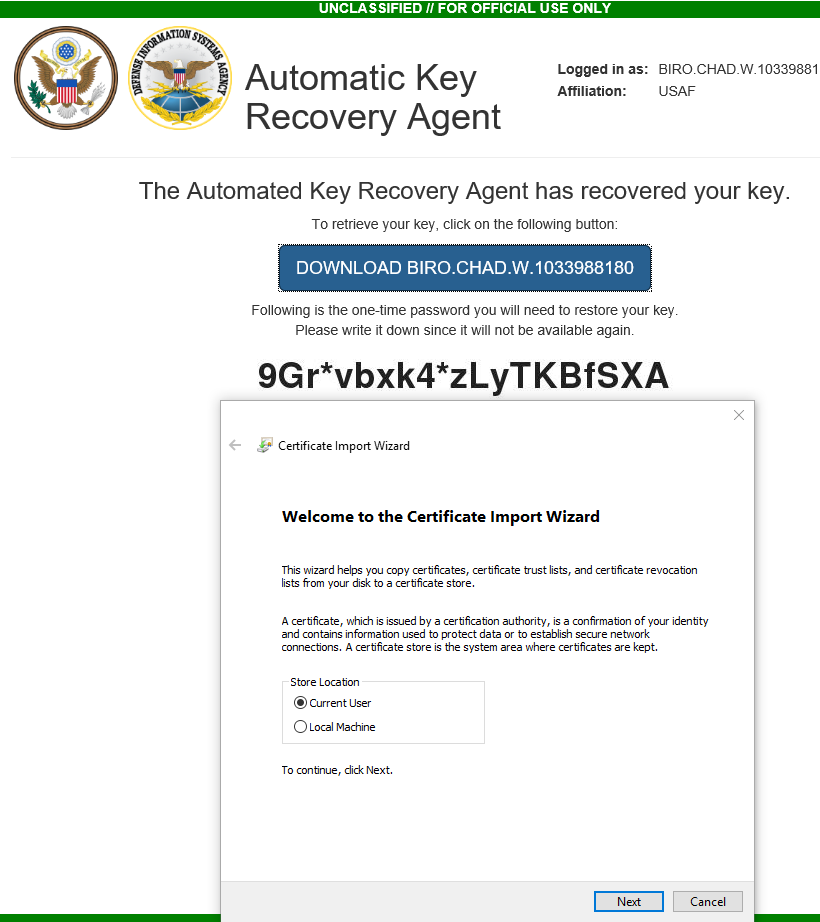 UNCLASSIFIED // FOR OFFICIAL USE ONLY
DEFENSE INFORMATION SYSTEMS AGENCY
Automatic Key
Recovery Agent
Logged in as: BIRO.CHAD.W.10339881
Affiliation: USAF
The Automated Key Recovery Agent has recovered your key.
To retrieve your key, click on the following button:
DOWNLOAD BIRO.CHAD.W.1033988180
Following is the one-time password you will need to restore your key.
Please write it down since it will not be available again.
9Gr*vbxk4*zLyTKBfSXA
Certificate Import Wizard
Welcome to the Certificate Import Wizard
This wizard helps you copy certificates, certificate trust lists, and certificate revocation
lists from your disk to a certificate store.
A certificate, which is issued by a certification authority, is a confirmation of your identity
and contains information used to protect data or to establish secure network
connections. A certificate store is the system area where certificates are kept.
Store Location
Current User
Local Machine
To continue, click Next.
Next Cancel